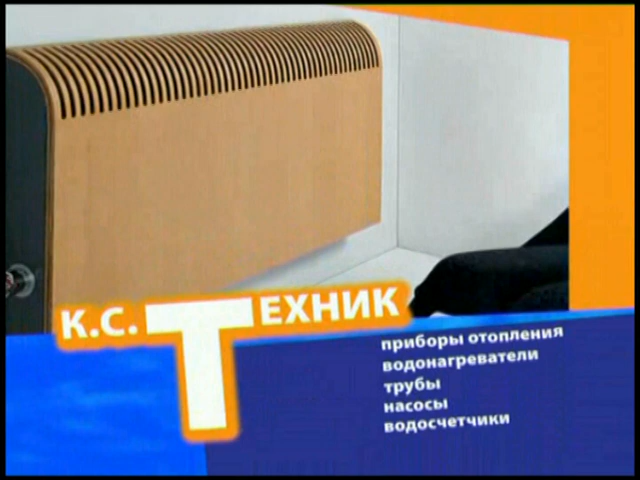 К.С. ТЕХНИК
приборы отопления
водонагреватели
трубы
насосы
водосчетчики